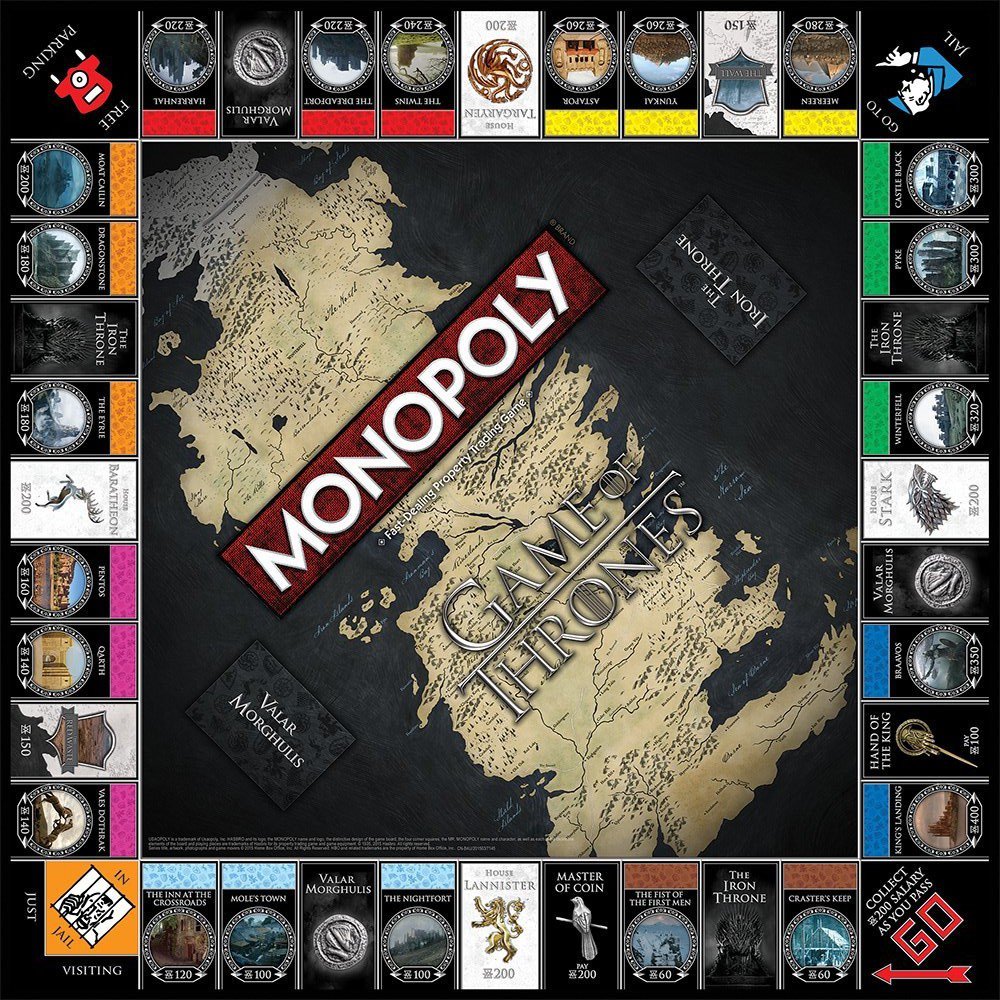 FREE
PARKING
220
HARRENHAL
VALAR
MORGHULIS
220
THE DREADFORT
240
THE TWINS
200
HOUSE
TARGARYEN
260
ASTAPOR
260
YUNKAI
150
THE WALL
280
MEREEN
GO TO
JAIL
MOAT CAILIN
200
DRAGONSTONE
180
THE
IRON
THRONE
THE EYRIE
180
HOUSE
BARATHEON
200
PENTOS
160
QARTH
140
REDWYNE
150
VAES DOTHRAK
140
CASTLE BLACK
300
PYKE
300
THE
IRON
THRONE
WINTERFELL
320
HOUSE
STARK
200
VALAR
MORGHULIS
BRAAVOS
350
HAND OF
THE KING
PAY
100
KING'S LANDING
400
® BRAND
MONOPOLY
Fast-Dealing Property Trading Game
GAME OF
THRONES
THE
IRON THRONE
VALAR
MORGHULIS
The North
IN
JAIL
JUST
VISITING
THE INN AT THE
CROSSROADS
120
MOLE'S TOWN
100
VALAR
MORGHULIS
THE NIGHTFORT
100
HOUSE
LANNISTER
200
MASTER
OF COIN
PAY
200
THE FIST OF
THE FIRST MEN
60
THE
IRON
THRONE
CRASTER'S KEEP
60
COLLECT
200 SALARY
AS YOU PASS
GO